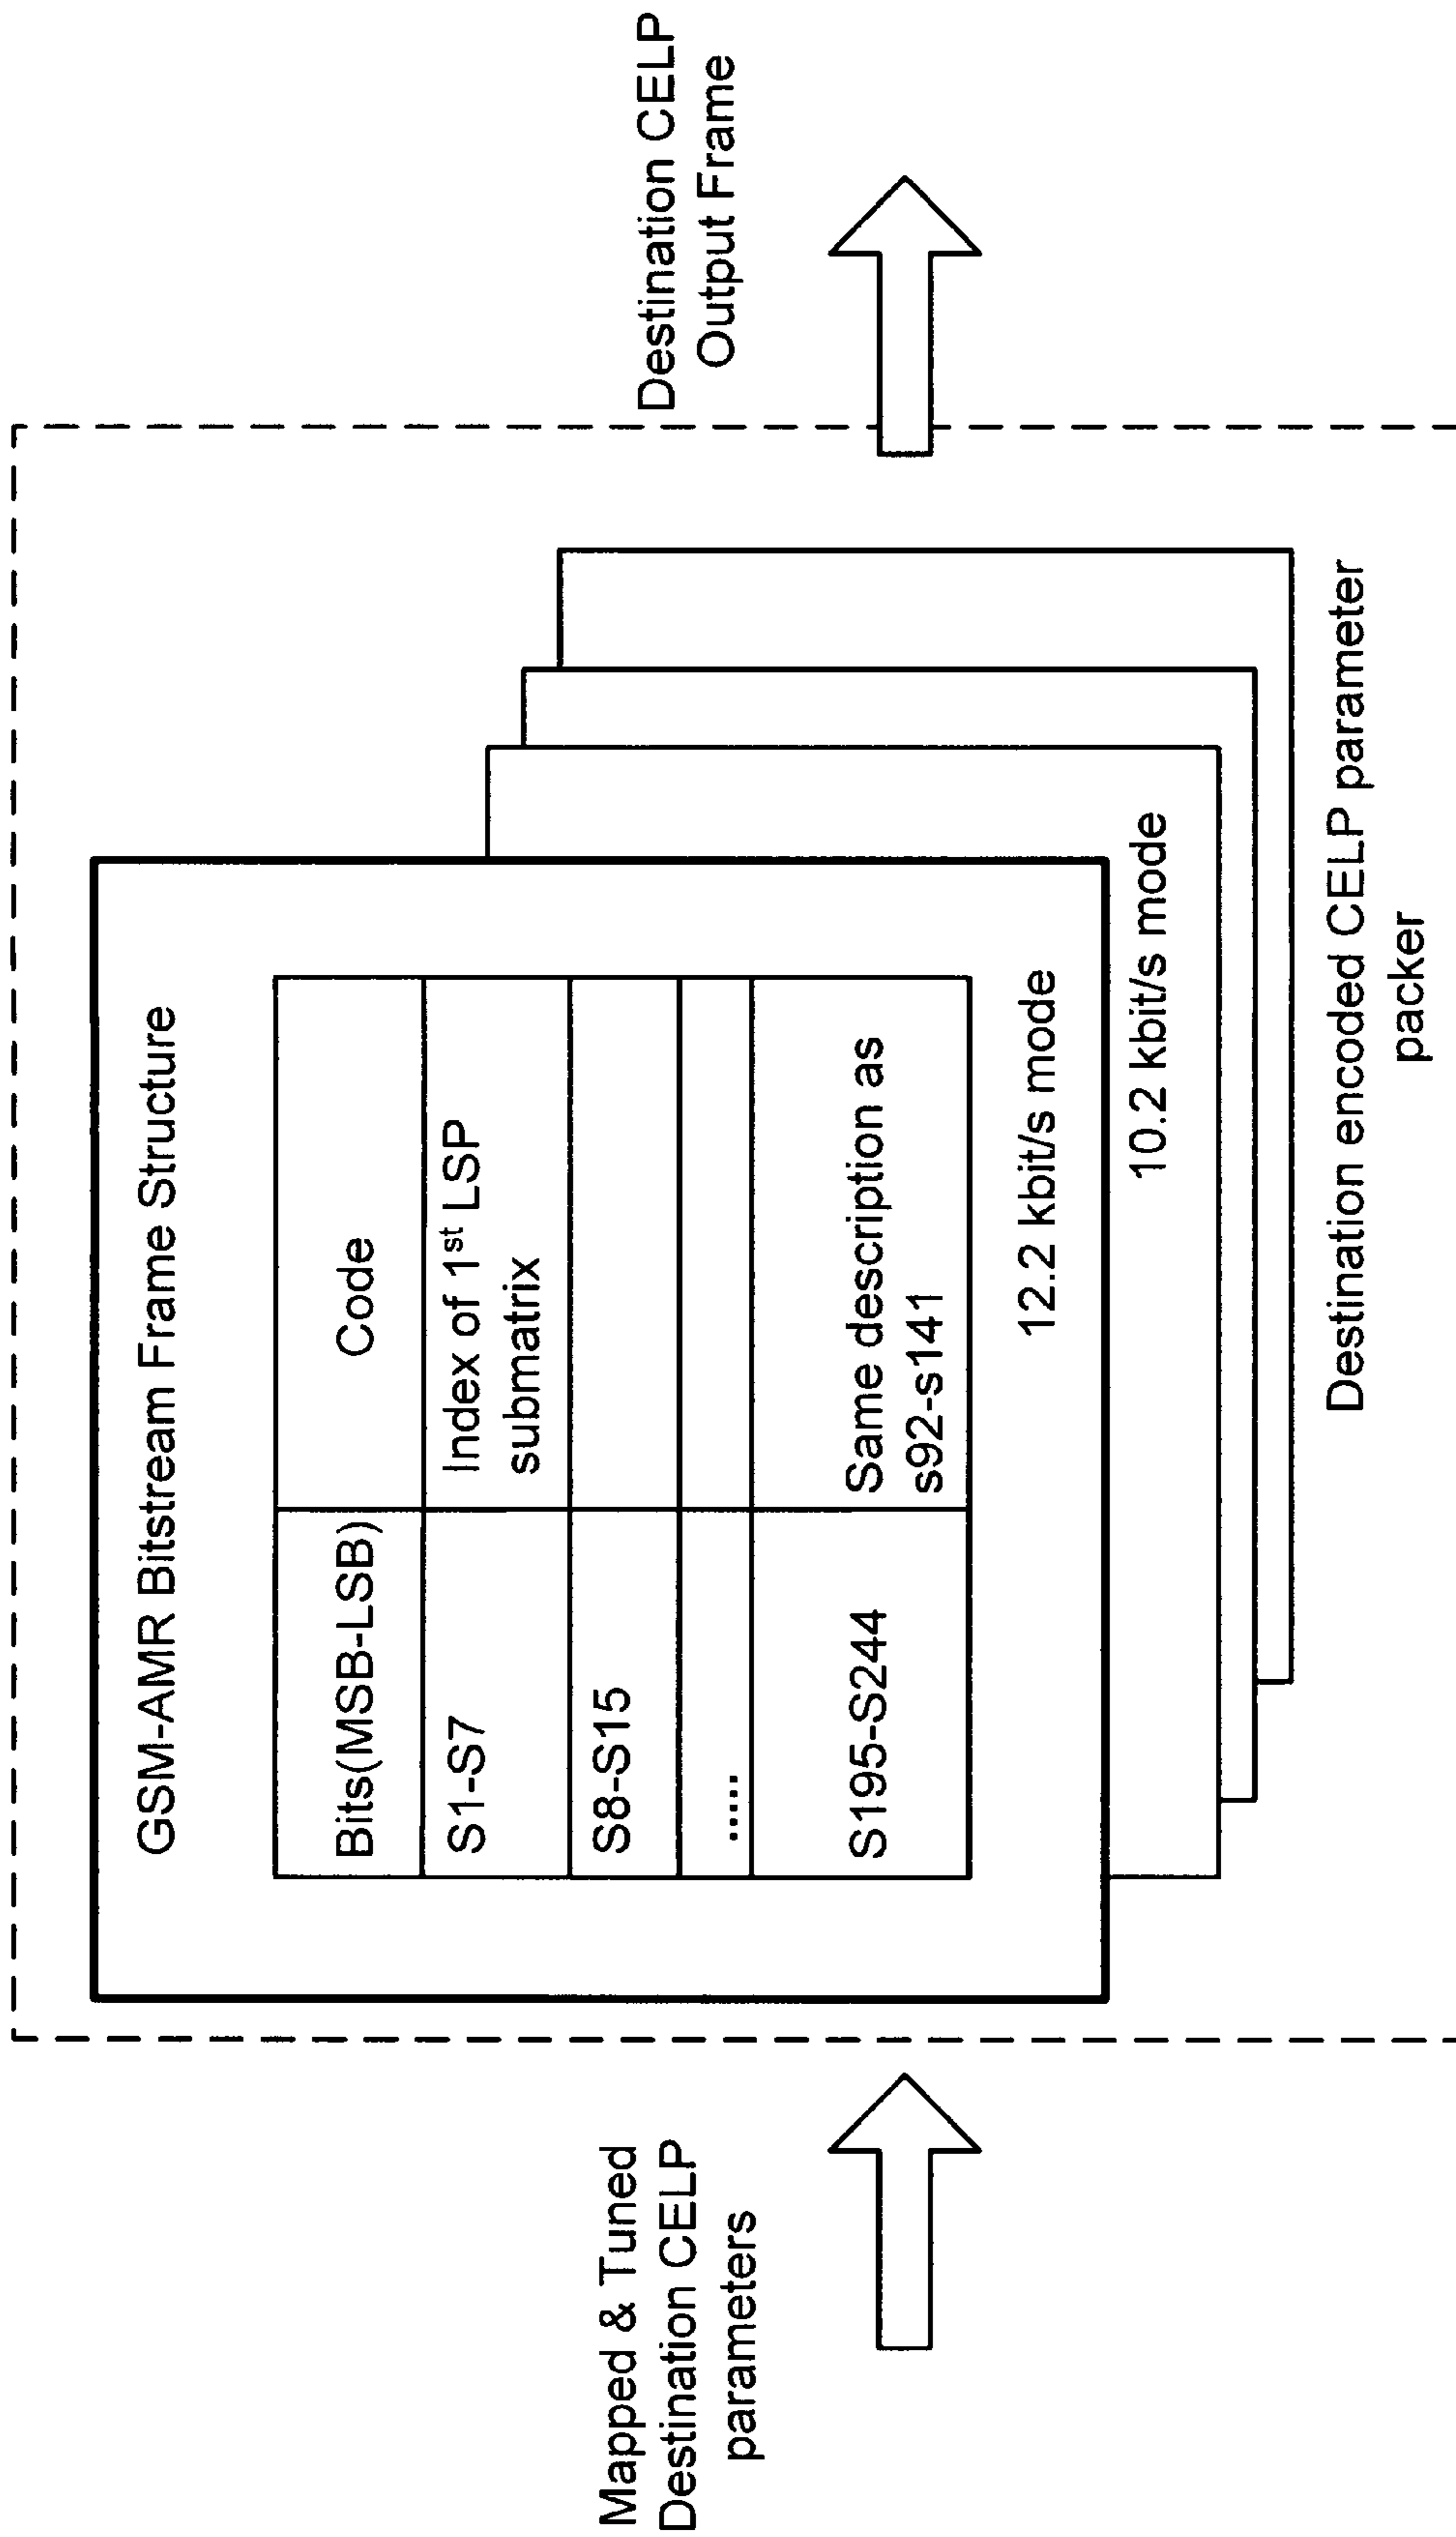 Mapped & Tuned
Destination CELP
parameters
GSM-AMR Bitstream Frame Structure
Bits(MSB-LSB) Code
S1-S7 Index of 1st LSP
submatrix
S8-S15
.....
S195-S244 Same description as
s92-s141
12.2 kbit/s mode
10.2 kbit/s mode
Destination encoded CELP parameter
packer
Destination CELP
Output Frame